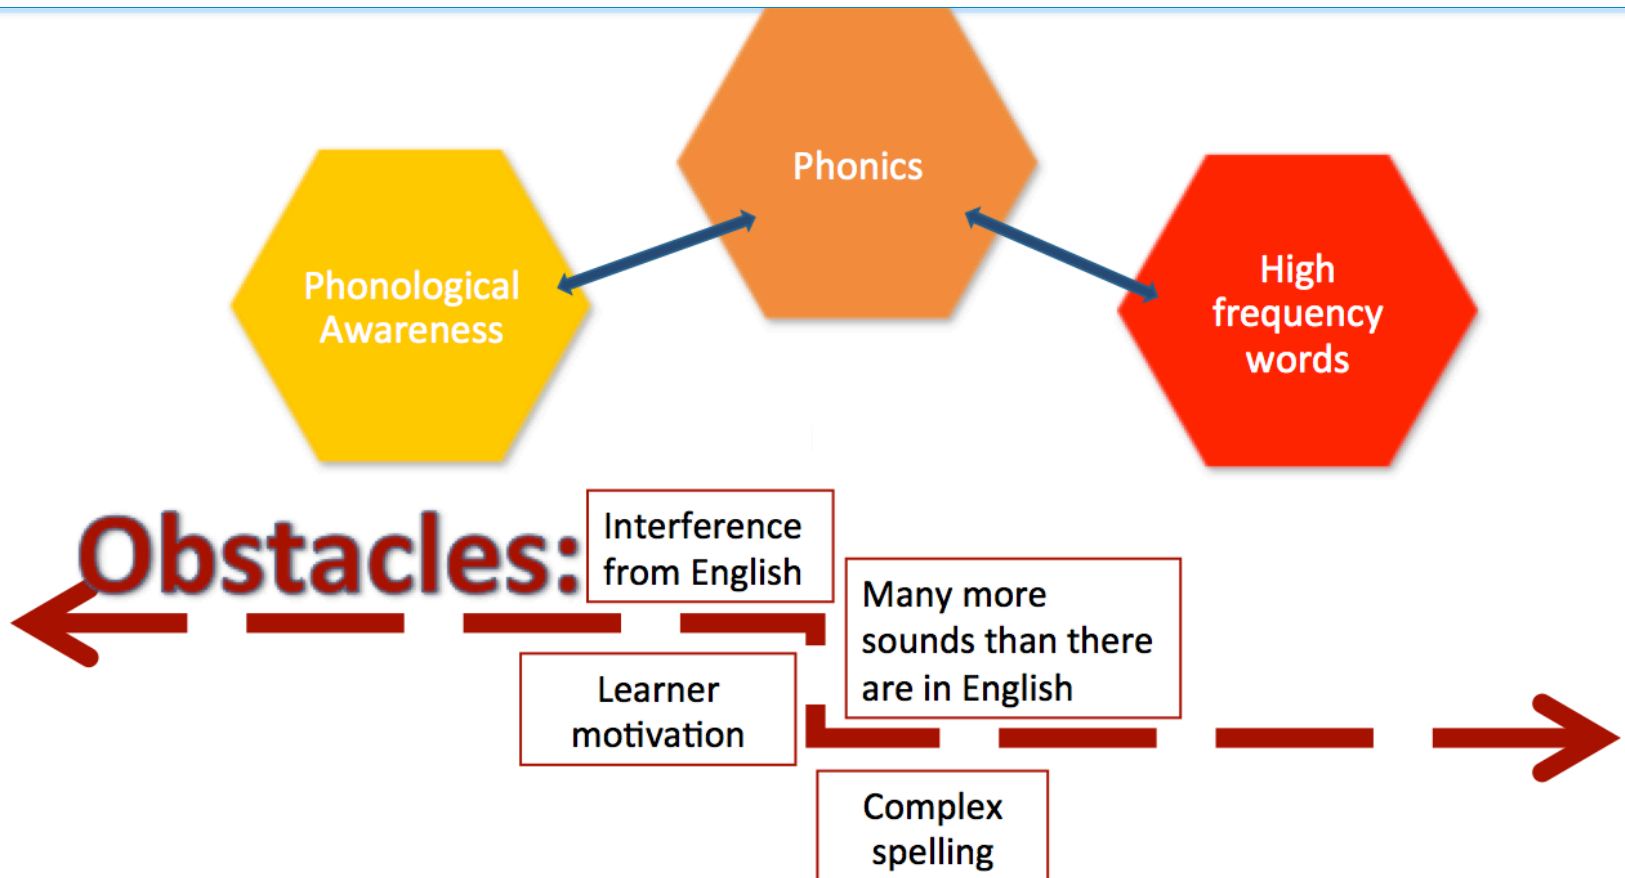 Phonics
Phonological
Awareness
High
frequency
words
Obstacles:
Interference
from English
Many more
sounds than there
are in English
Learner
motivation
Complex
spelling